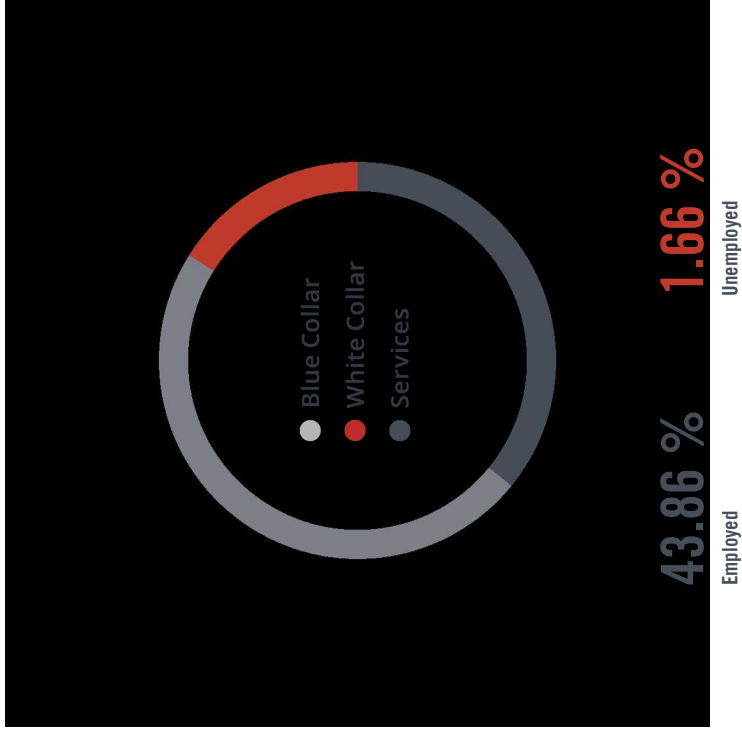 Blue Collar
White Collar
Services
43.86 %
Employed
1.66 %
Unemployed